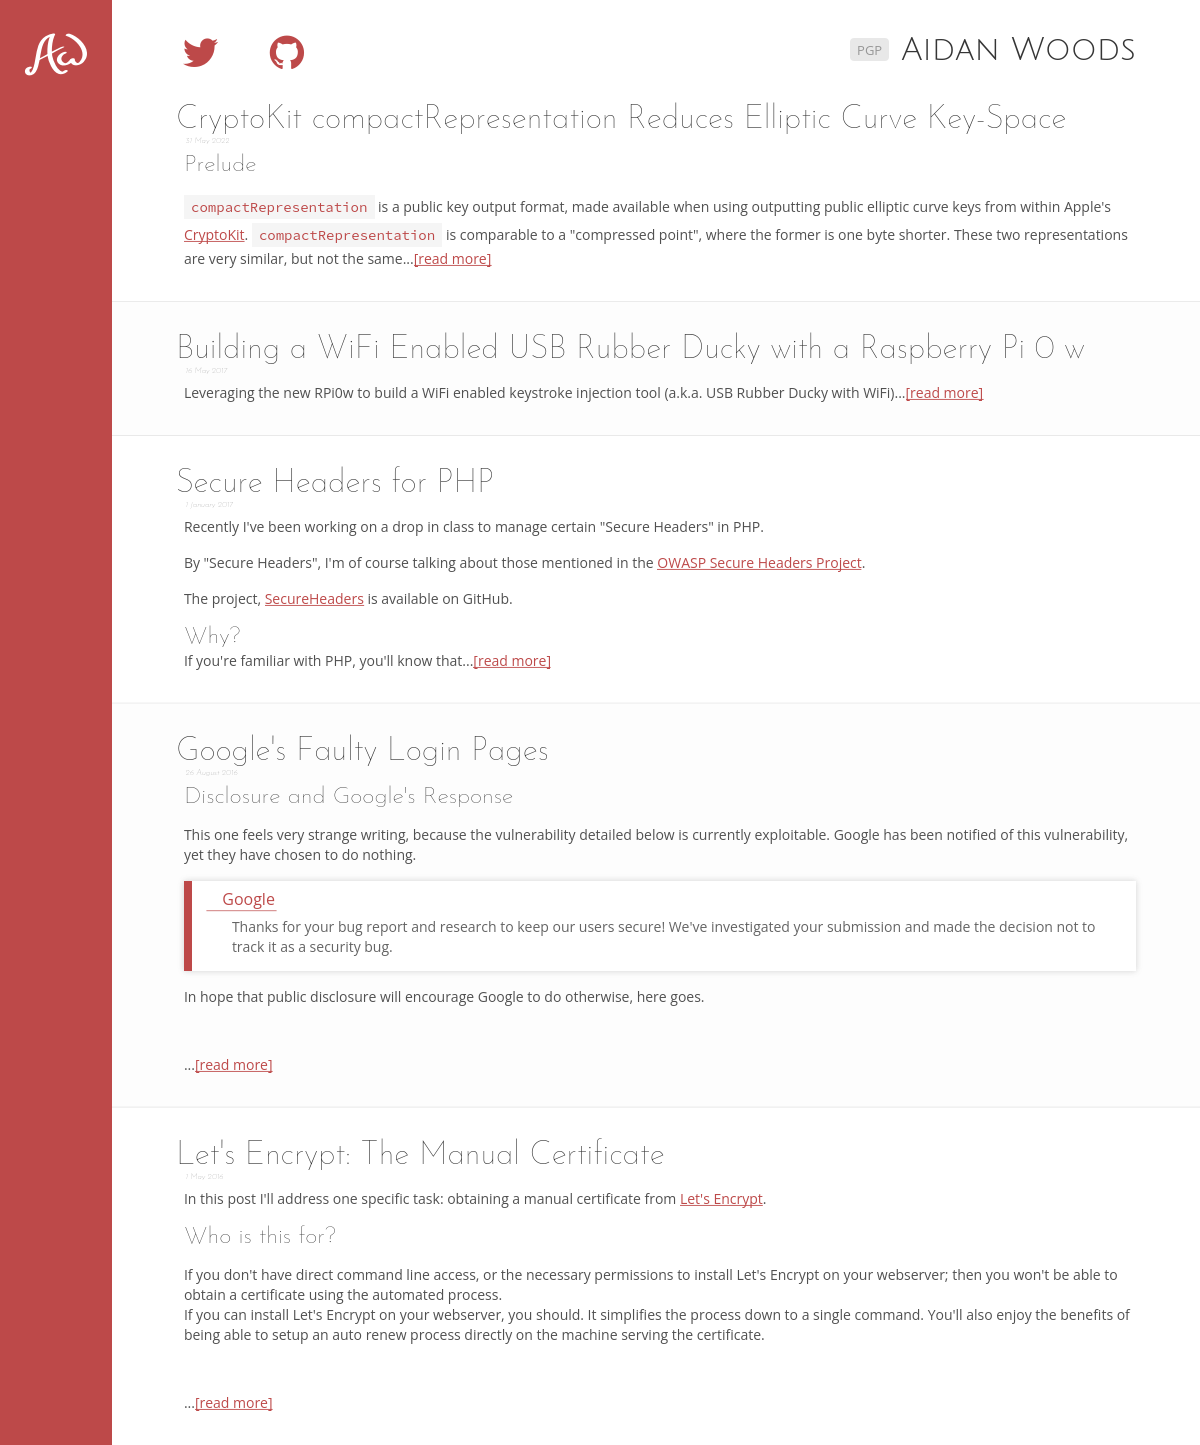 Aw
PGP
Aidan Woods
CryptoKit compactRepresentation Reduces Elliptic Curve Key-Space
31 May 2022
Prelude
compactRepresentation is a public key output format, made available when using outputting public elliptic curve keys from within Apple's
CryptoKit. compactRepresentation is comparable to a "compressed point", where the former is one byte shorter. These two representations
are very similar, but not the same...[read more]
Building a WiFi Enabled USB Rubber Ducky with a Raspberry Pi 0 w
May 2017
Leveraging the new RPi0w to build a WiFi enabled keystroke injection tool (a.k.a. USB Rubber Ducky with WiFi)...[read more]
Secure Headers for PHP
1 January 2017
Recently I've been working on a drop in class to manage certain "Secure Headers" in PHP.
By "Secure Headers", I'm of course talking about those mentioned in the OWASP Secure Headers Project.
The project, SecureHeaders is available on GitHub.
Why?
If you're familiar with PHP, you'll know that...[read more]
Google's Faulty Login Pages
August 2016
Disclosure and Google's Response
This one feels very strange writing, because the vulnerability detailed below is currently exploitable. Google has been notified of this vulnerability,
yet they have chosen to do nothing.
Google
Thanks for your bug report and research to keep our users secure! We've investigated your submission and made the decision not to
track it as a security bug.
In hope that public disclosure will encourage Google to do otherwise, here goes.
...[read more]
Let's Encrypt: The Manual Certificate
1 May 2016
In this post I'll address one specific task: obtaining a manual certificate from Let's Encrypt.
Who is this for?
If you don't have direct command line access, or the necessary permissions to install Let's Encrypt on your webserver; then you won't be able to
obtain a certificate using the automated process.
If you can install Let's Encrypt on your webserver, you should. It simplifies the process down to a single command. You'll also enjoy the benefits of
being able to setup an auto renew process directly on the machine serving the certificate.
...[read more]